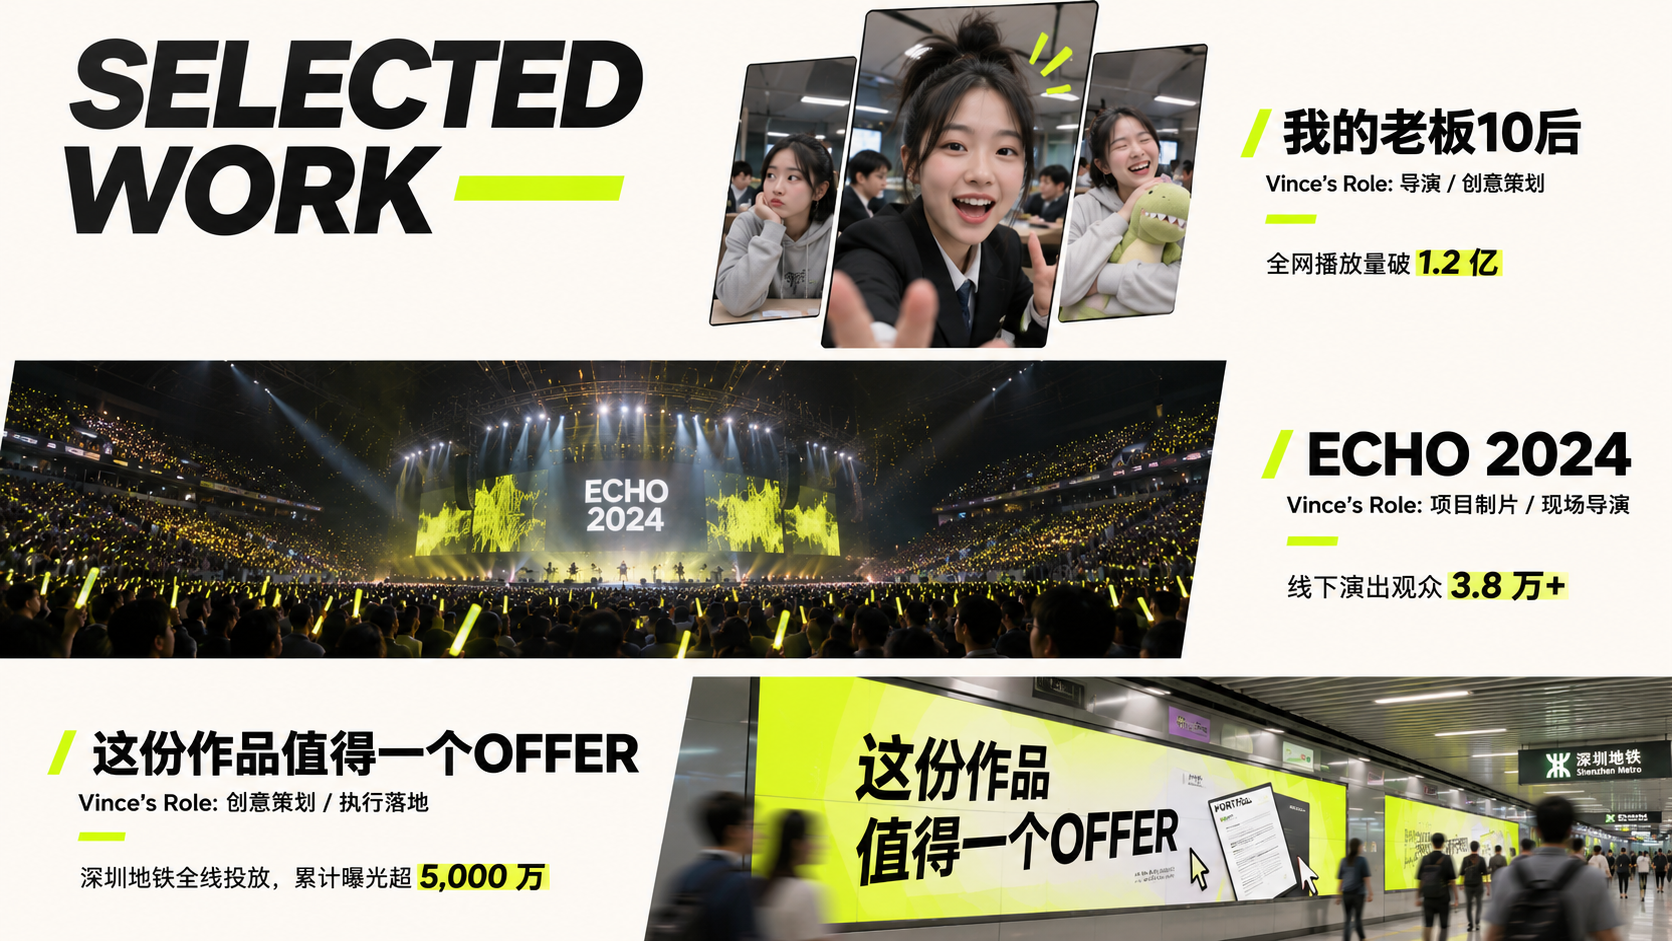 SELECTED
WORK
我的老板10后
Vince's Role: 导演 / 创意策划
全网播放量破 1.2 亿
ECHO
2024
ECHO 2024
Vince's Role: 项目制片 / 现场导演
线下演出观众 3.8 万+
这份作品值得一个OFFER
Vince's Role: 创意策划 / 执行落地
深圳地铁全线投放，累计曝光超 5,000 万
这份作品
值得一个OFFER
深圳地铁
Shenzhen Metro